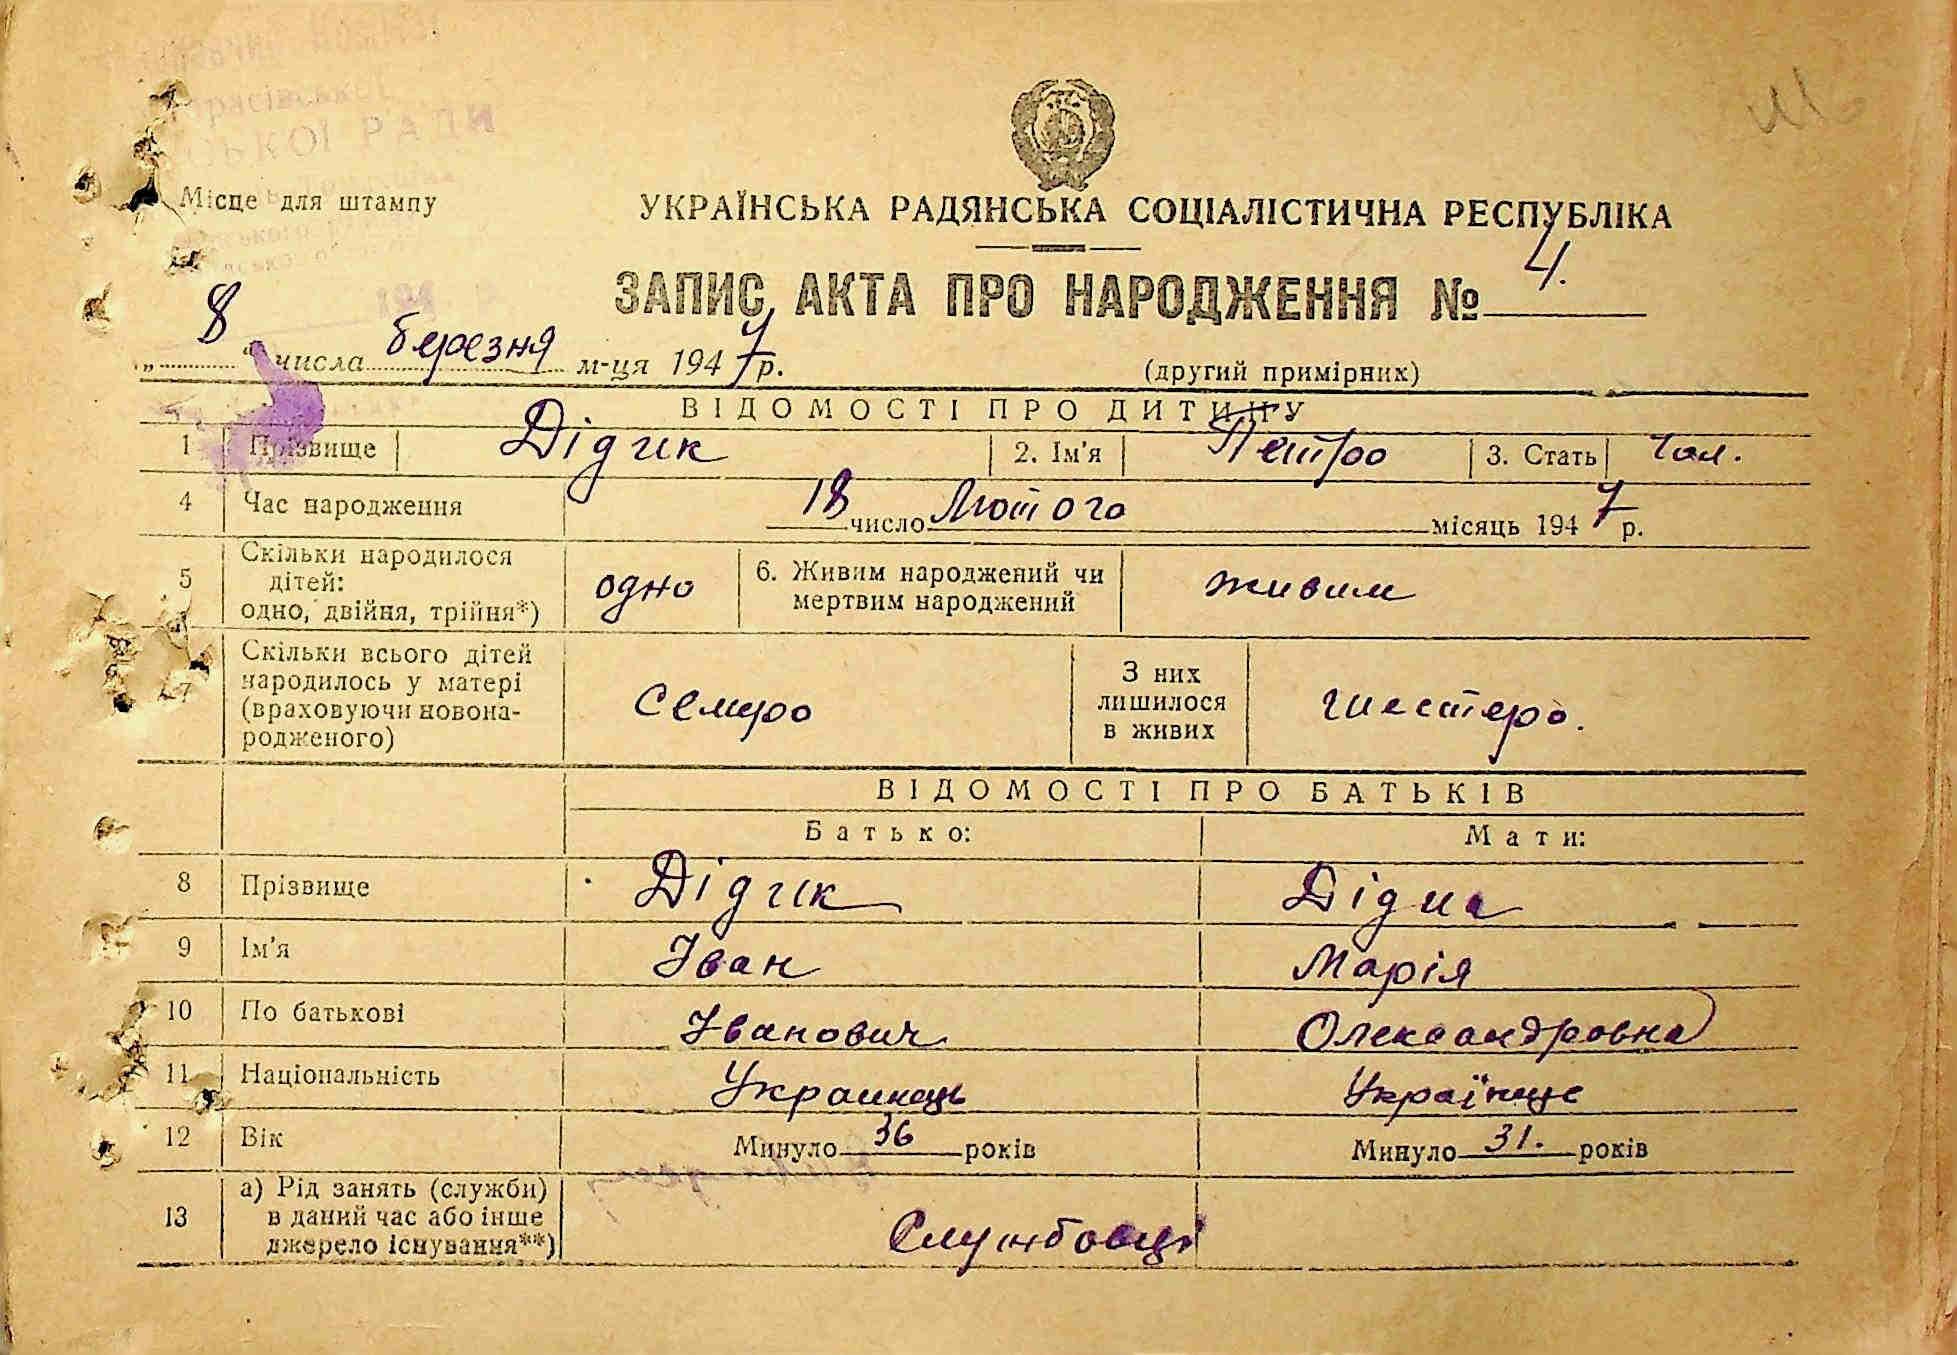 РАДИ
Місце для штампу
УКРАЇНСЬКА РАДЯНСЬКА СОЦІАЛІСТИЧНА РЕСПУБЛІКА
ЗАПИС АКТА ПРО НАРОДЖЕННЯ № 4.
„ 8 “ числа березня м-ця 1947 р.
(другий примірник)
ВІДОМОСТІ ПРО ДИТИНУ
1 Прізвище Дідик 2. Ім'я Петро 3. Стать чол.
4 Час народження 18 число Лютого місяць 1947 р.
5 Скільки народилося дітей: одно, двійня, трійня*) одно 6. Живим народжений чи мертвим народжений живим
7 Скільки всього дітей народилось у матері (враховуючи новонародженого) Семеро З них лишилося в живих шестеро.
ВІДОМОСТІ ПРО БАТЬКІВ
Батько: Мати:
8 Прізвище Дідик
9 Ім'я Іван Марія
10 По батькові Іванович Олександровна
11 Національність Украинець Українце
12 Вік Минуло 36 років Минуло 31. років
13 а) Рід занять (служби) в даний час або інше джерело існування**) Службовці